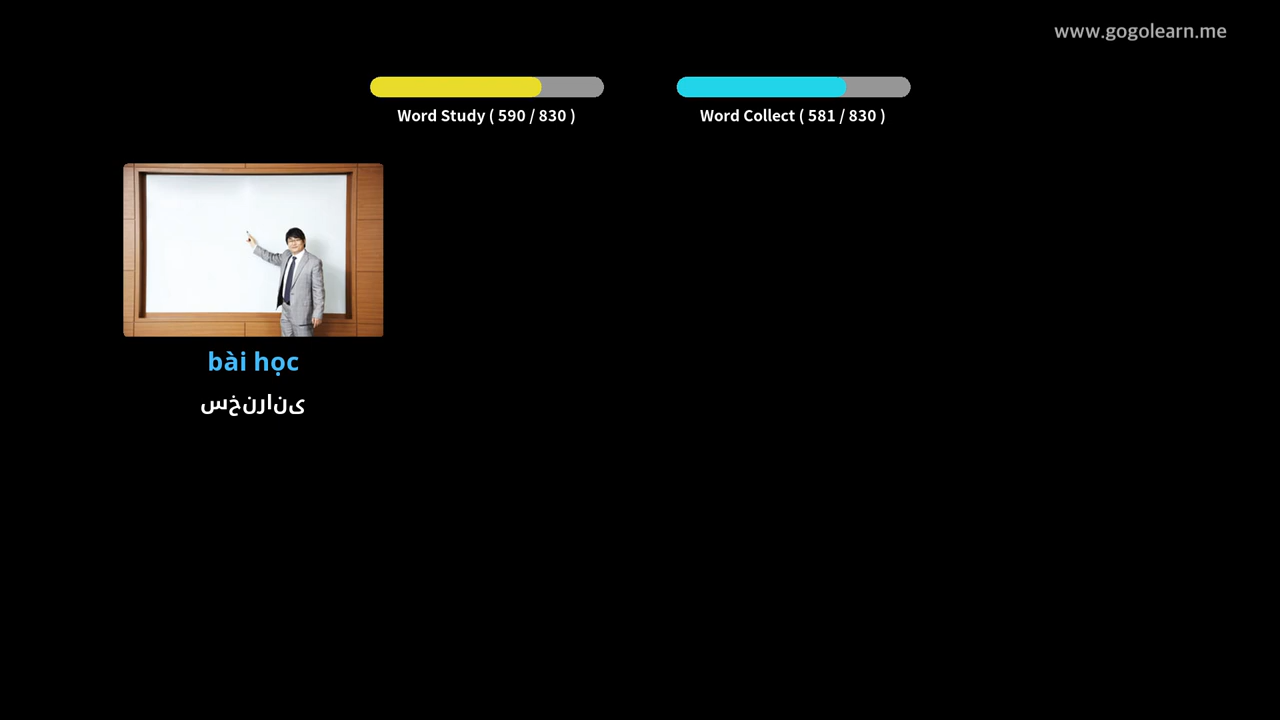 www.gogolearn.me
Word Study ( 590 / 830 )
Word Collect ( 581 / 830 )
bài học
سخنرانی